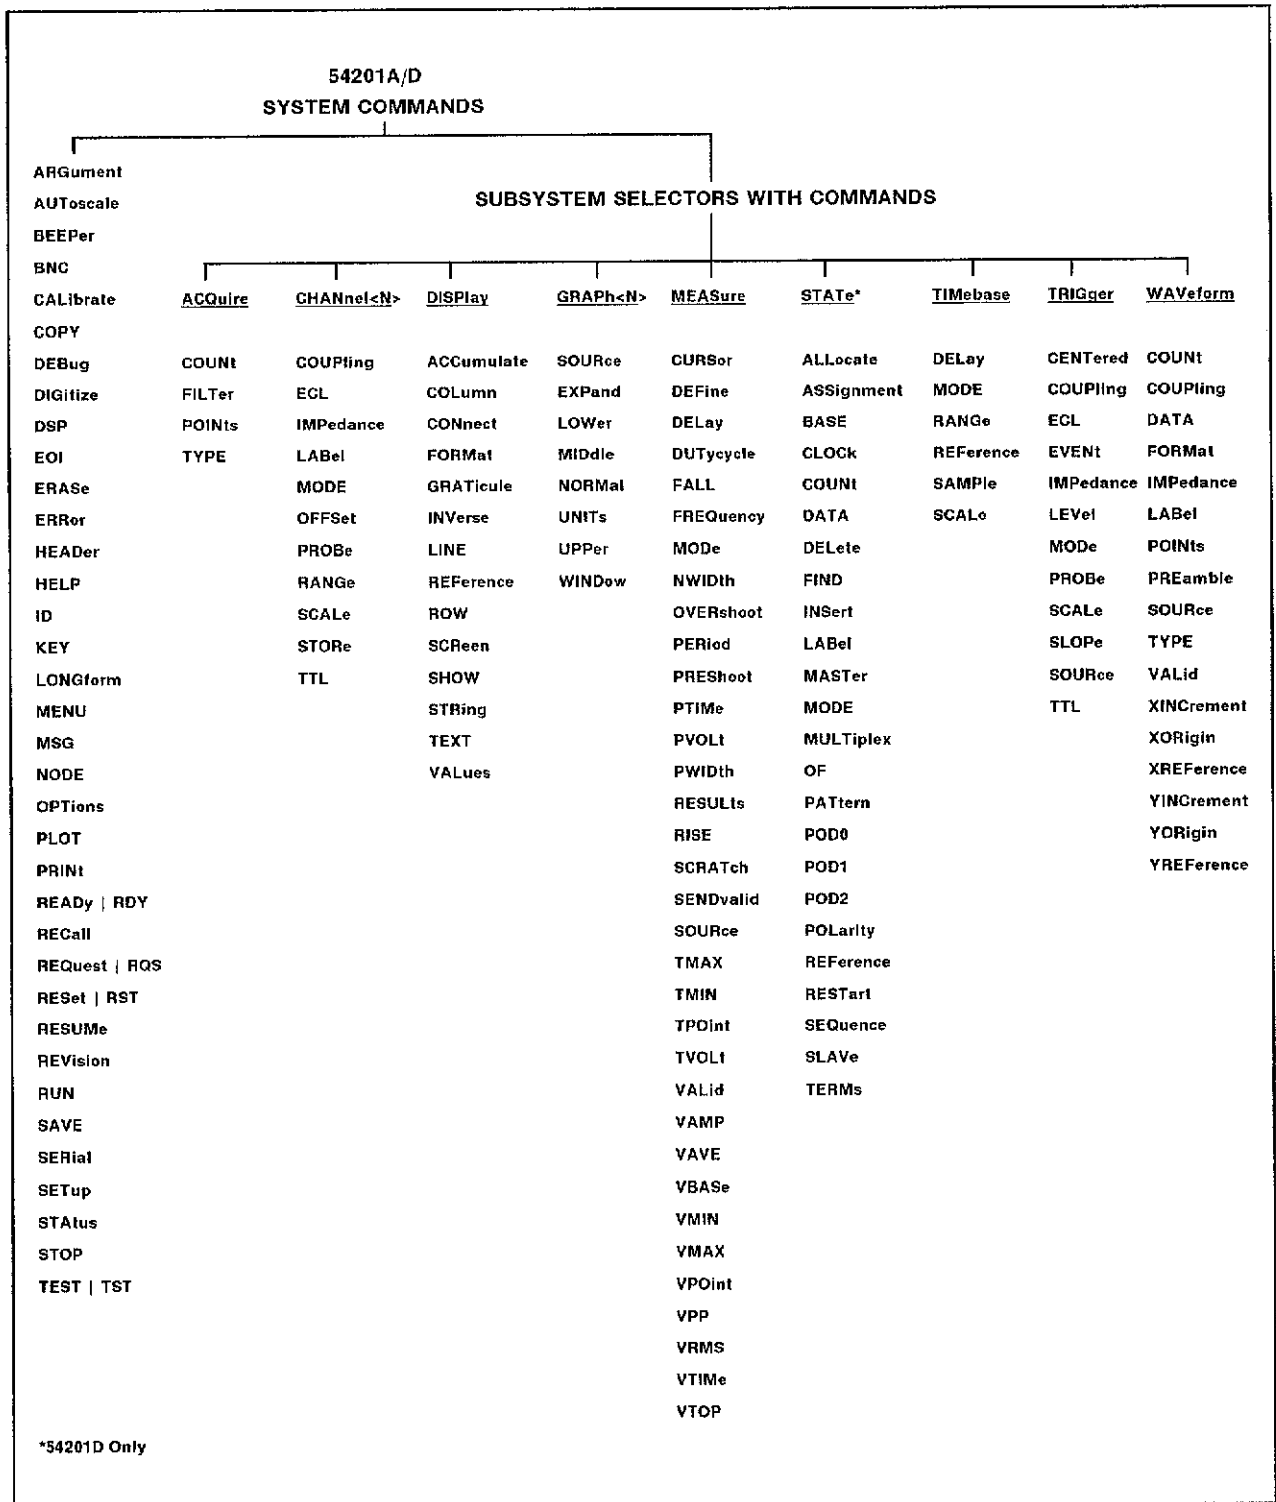 54201A/D
SYSTEM COMMANDS
ARGument
AUToscale
BEEPer
BNC
CALibrate
COPY
DEBug
DIGitize
DSP
EOI
ERASe
ERRor
HEADer
HELP
ID
KEY
LONGform
MENU
MSG
NODE
OPTions
PLOT
PRINt
READy | RDY
RECall
REQuest | RQS
RESet | RST
RESUMe
REVision
RUN
SAVE
SERial
SETup
STAtus
STOP
TEST | TST
SUBSYSTEM SELECTORS WITH COMMANDS
ACQuire
COUNt
FILTer
POINts
TYPE
CHANnel<N>
COUPling
ECL
IMPedance
LABel
MODE
OFFSet
PROBe
RANGe
SCALe
STORe
TTL
DISPlay
ACCumulate
COLumn
CONnect
FORMat
GRATicule
INVerse
LINE
REFerence
ROW
SCReen
SHOW
STRing
TEXT
VALues
GRAPh<N>
SOURce
EXPand
LOWer
MIDdle
NORMal
UNITs
UPPer
WINDow
MEASure
CURSor
DEFine
DELay
DUTycycle
FALL
FREQuency
MODe
NWIDth
OVERshoot
PERiod
PREShoot
PTIMe
PVOLt
PWIDth
RESULts
RISE
SCRATch
SENDvalid
SOURce
TMAX
TMIN
TPOint
TVOLt
VALid
VAMP
VAVE
VBASe
VMIN
VMAX
VPOint
VPP
VRMS
VTIMe
VTOP
STATe*
ALLocate
ASSignment
BASE
CLOCk
COUNt
DATA
DELete
FIND
INSert
LABel
MASTer
MODE
MULTiplex
OF
PATtern
POD0
POD1
POD2
POLarity
REFerence
RESTart
SEQuence
SLAVe
TERMs
TIMebase
DELay
MODE
RANGe
REFerence
SAMPle
SCALe
TRIGger
CENTered
COUPling
ECL
EVENt
IMPedance
LEVel
MODe
PROBe
SCALe
SLOPe
SOURce
TTL
WAVeform
COUNt
COUPling
DATA
FORMat
IMPedance
LABel
POINts
PREamble
SOURce
TYPE
VALid
XINCrement
XORigin
XREFerence
YINCrement
YORigin
YREFerence
*54201D Only